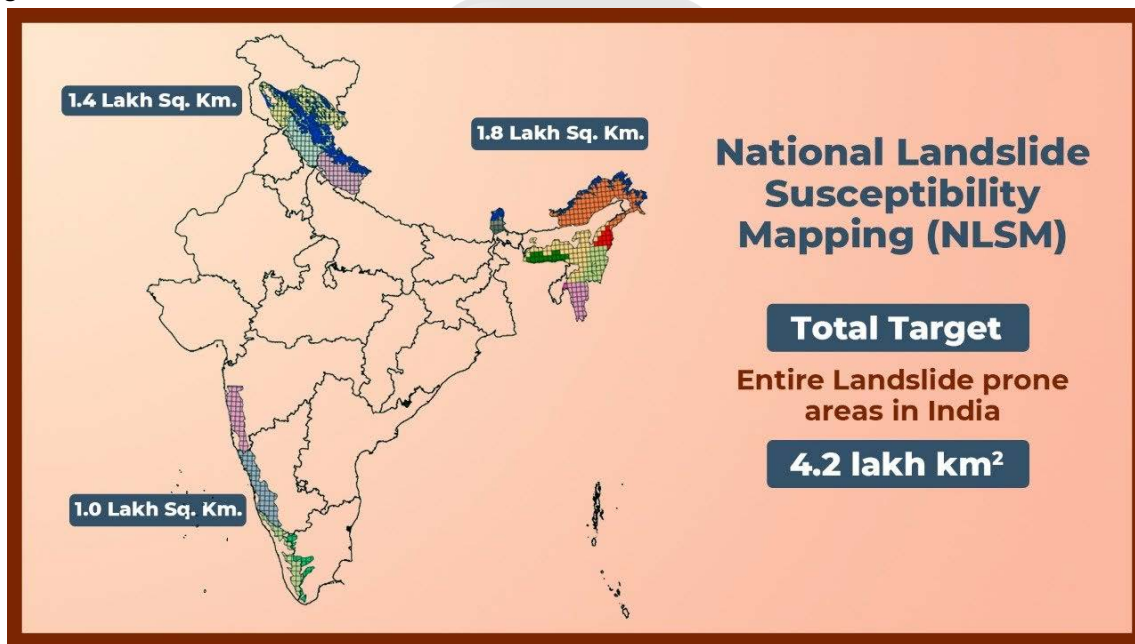 1.4 Lakh Sq. Km.
1.8 Lakh Sq. Km.
1.0 Lakh Sq. Km.
National Landslide
Susceptibility
Mapping (NLSM)
Total Target
Entire Landslide prone
areas in India
4.2 lakh km²